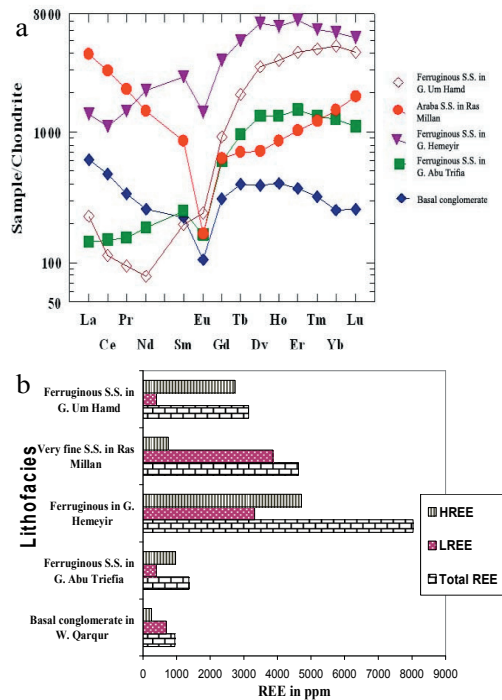 a
8000
1000
100
50
Sample/Chondrite
La Pr Nd Sm Eu Tb Ho Tm Lu
Ce Gd Dv Er Yb
Ferruginous S.S. in
G. Um Hamd
Araba S.S. in Ras
Millan
Ferruginous S.S. in
G. Hemeyir
Ferruginous S.S. in
G. Abu Trifia
Basal conglomerate
b
Lithofacies
Ferruginous S.S. in
G. Um Hamd
Very fine S.S. in Ras
Millan
Ferruginous in G.
Hemeyir
Ferruginous S.S. in
G. Abu Triefia
Basal conglomerate in
W. Qarqur
HREE
LREE
Total REE
0 1000 2000 3000 4000 5000 6000 7000 8000 9000
REE in ppm